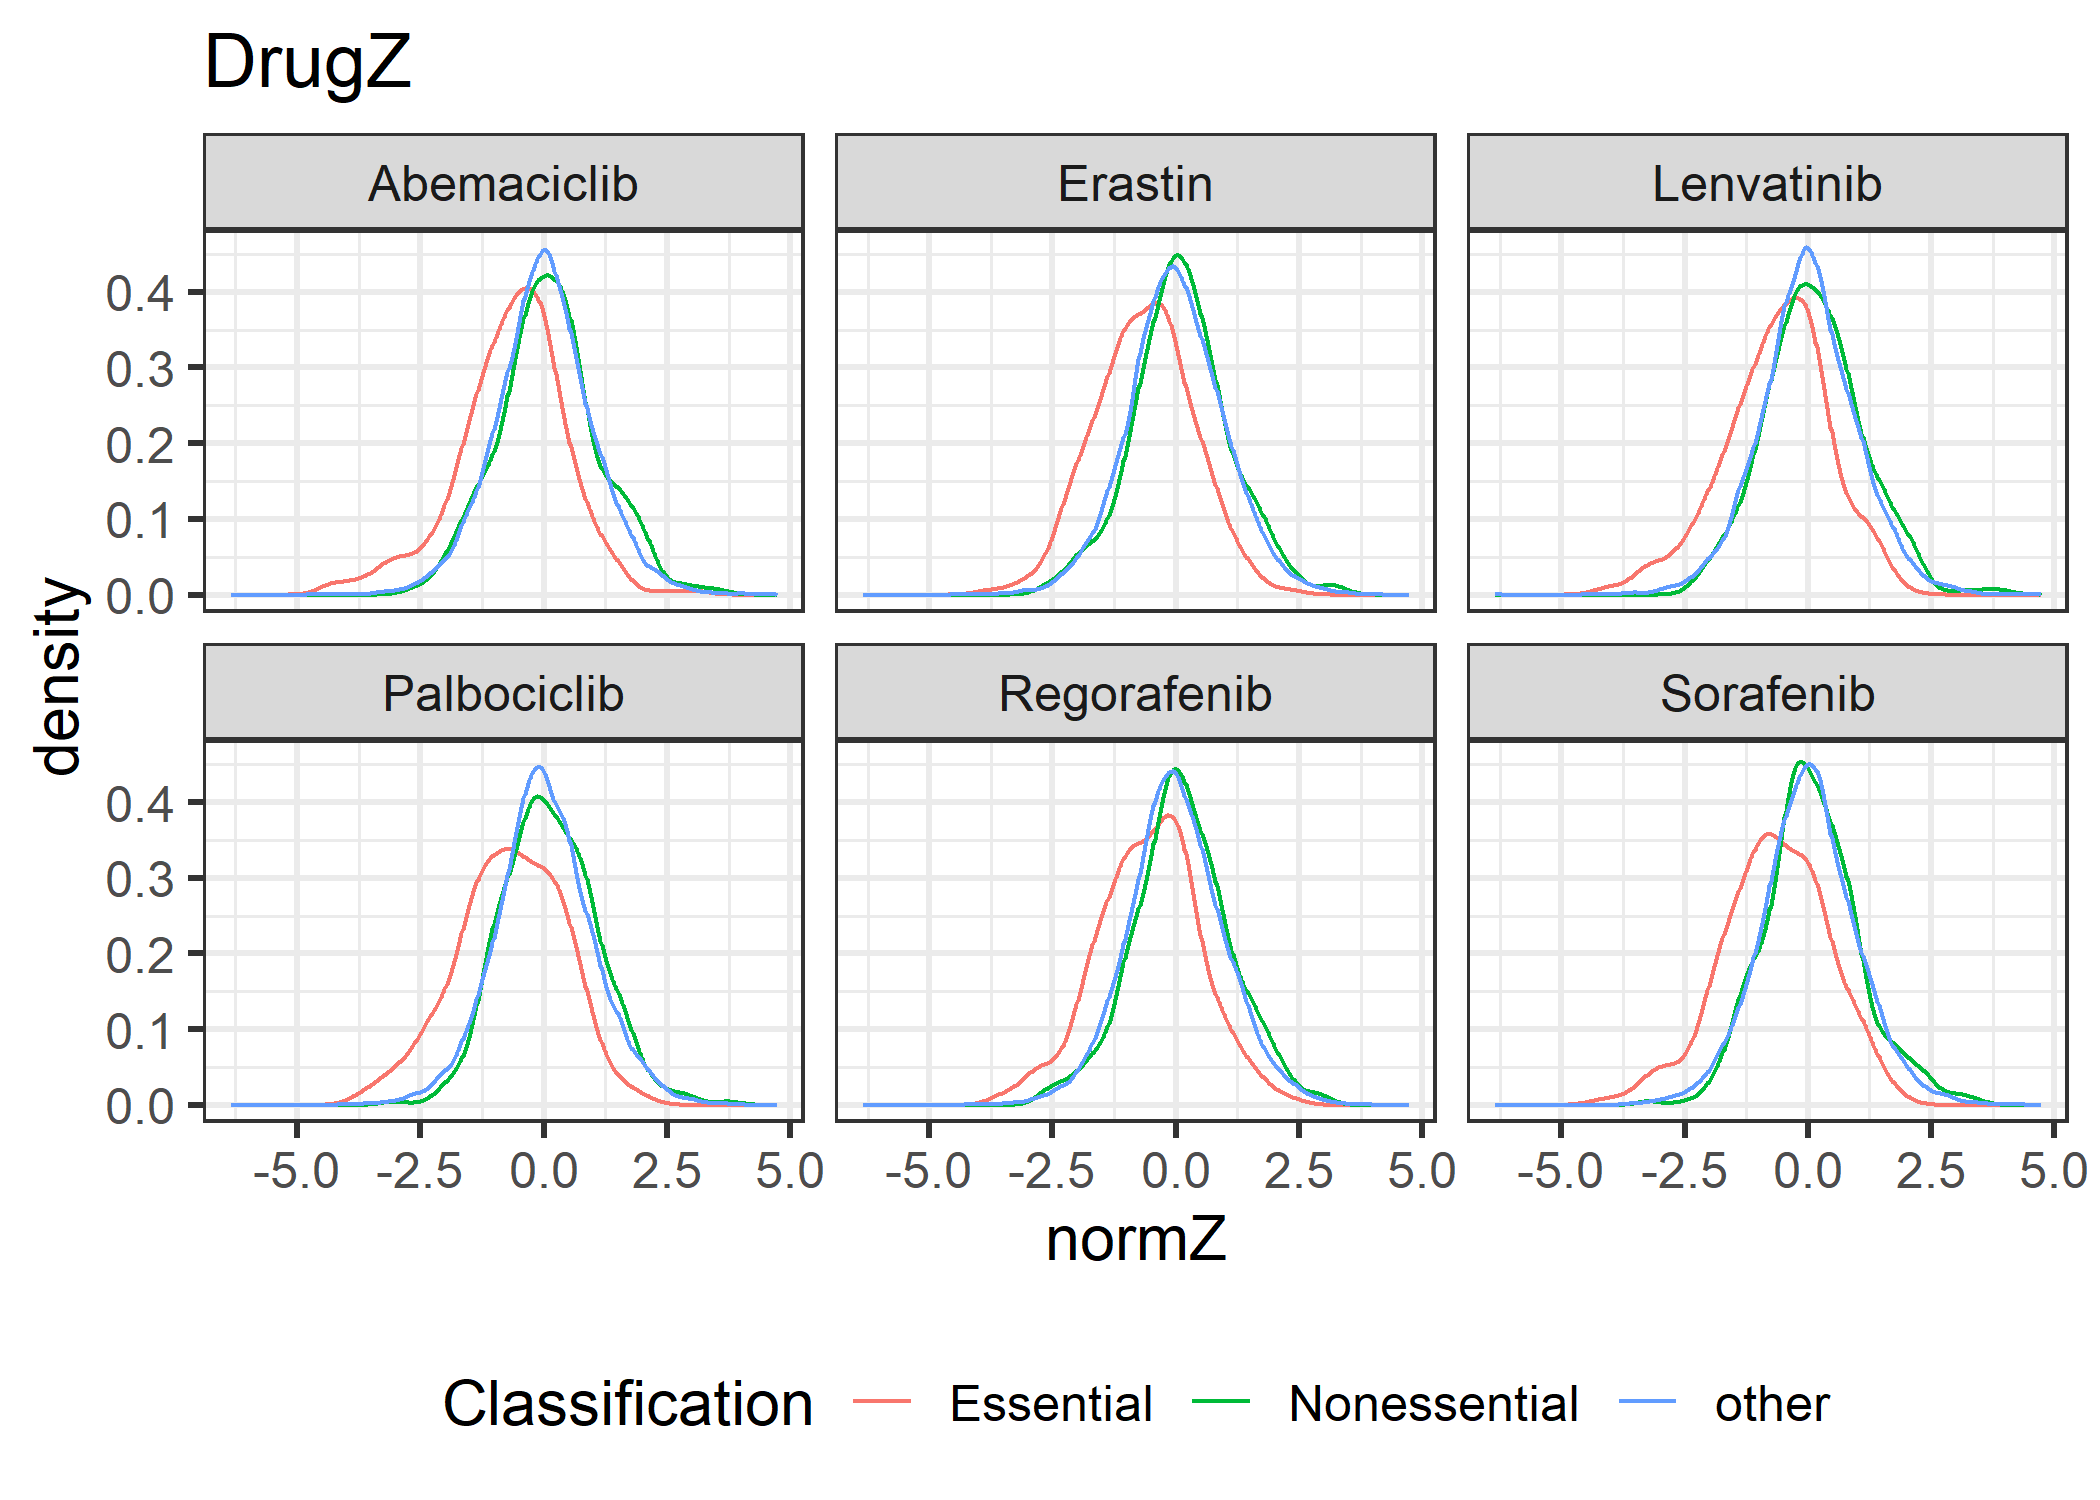 DrugZ
Abemaciclib Erastin Lenvatinib
0.4
0.3
0.2
0.1
0.0
Palbociclib Regorafenib Sorafenib
0.4
0.3
0.2
0.1
0.0
density
-5.0 -2.5 0.0 2.5 5.0 -5.0 -2.5 0.0 2.5 5.0 -5.0 -2.5 0.0 2.5 5.0
normZ
Classification Essential Nonessential other